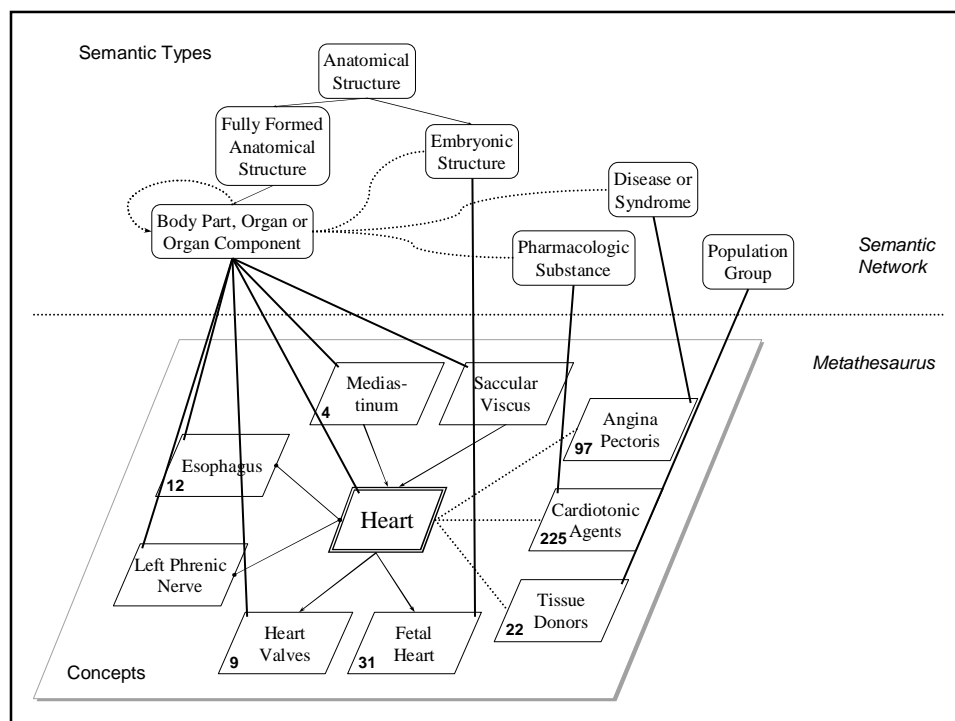 Semantic Types
Anatomical
Structure
Fully Formed
Anatomical
Structure
Embryonic
Structure
Disease or
Syndrome
Body Part, Organ or
Organ Component
Pharmacologic
Substance
Population
Group
Semantic
Network
Metathesaurus
Medias-
tinum
4
Saccular
Viscus
Angina
Pectoris
97
Esophagus
12
Heart
Cardiotonic
Agents
225
Left Phrenic
Nerve
Tissue
Donors
22
Heart
Valves
9
Fetal
Heart
31
Concepts